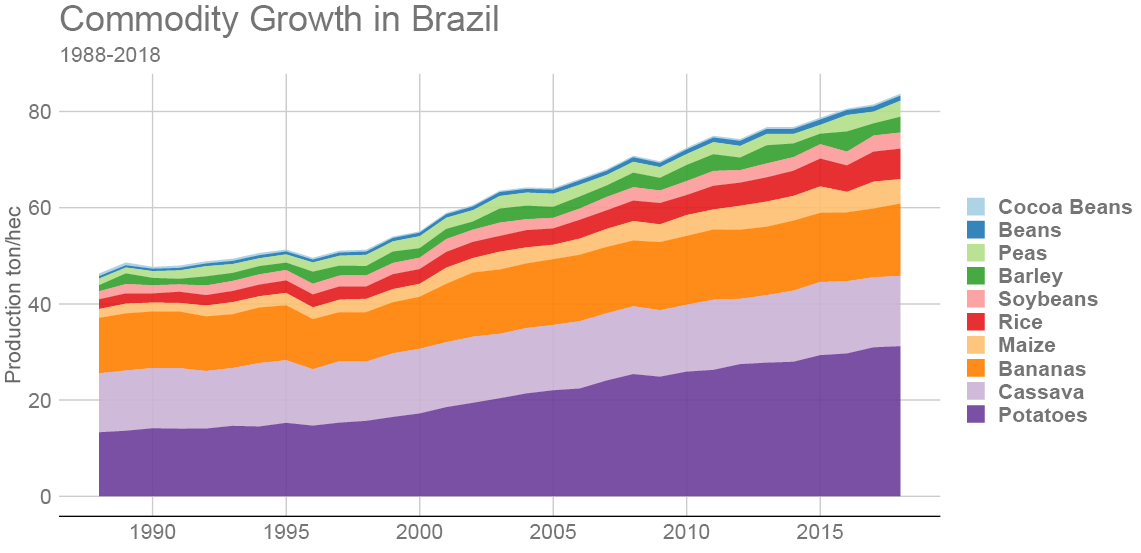 Commodity Growth in Brazil
1988-2018
Production ton/hec
80
60
40
20
0
1990 1995 2000 2005 2010 2015
Cocoa Beans
Beans
Peas
Barley
Soybeans
Rice
Maize
Bananas
Cassava
Potatoes